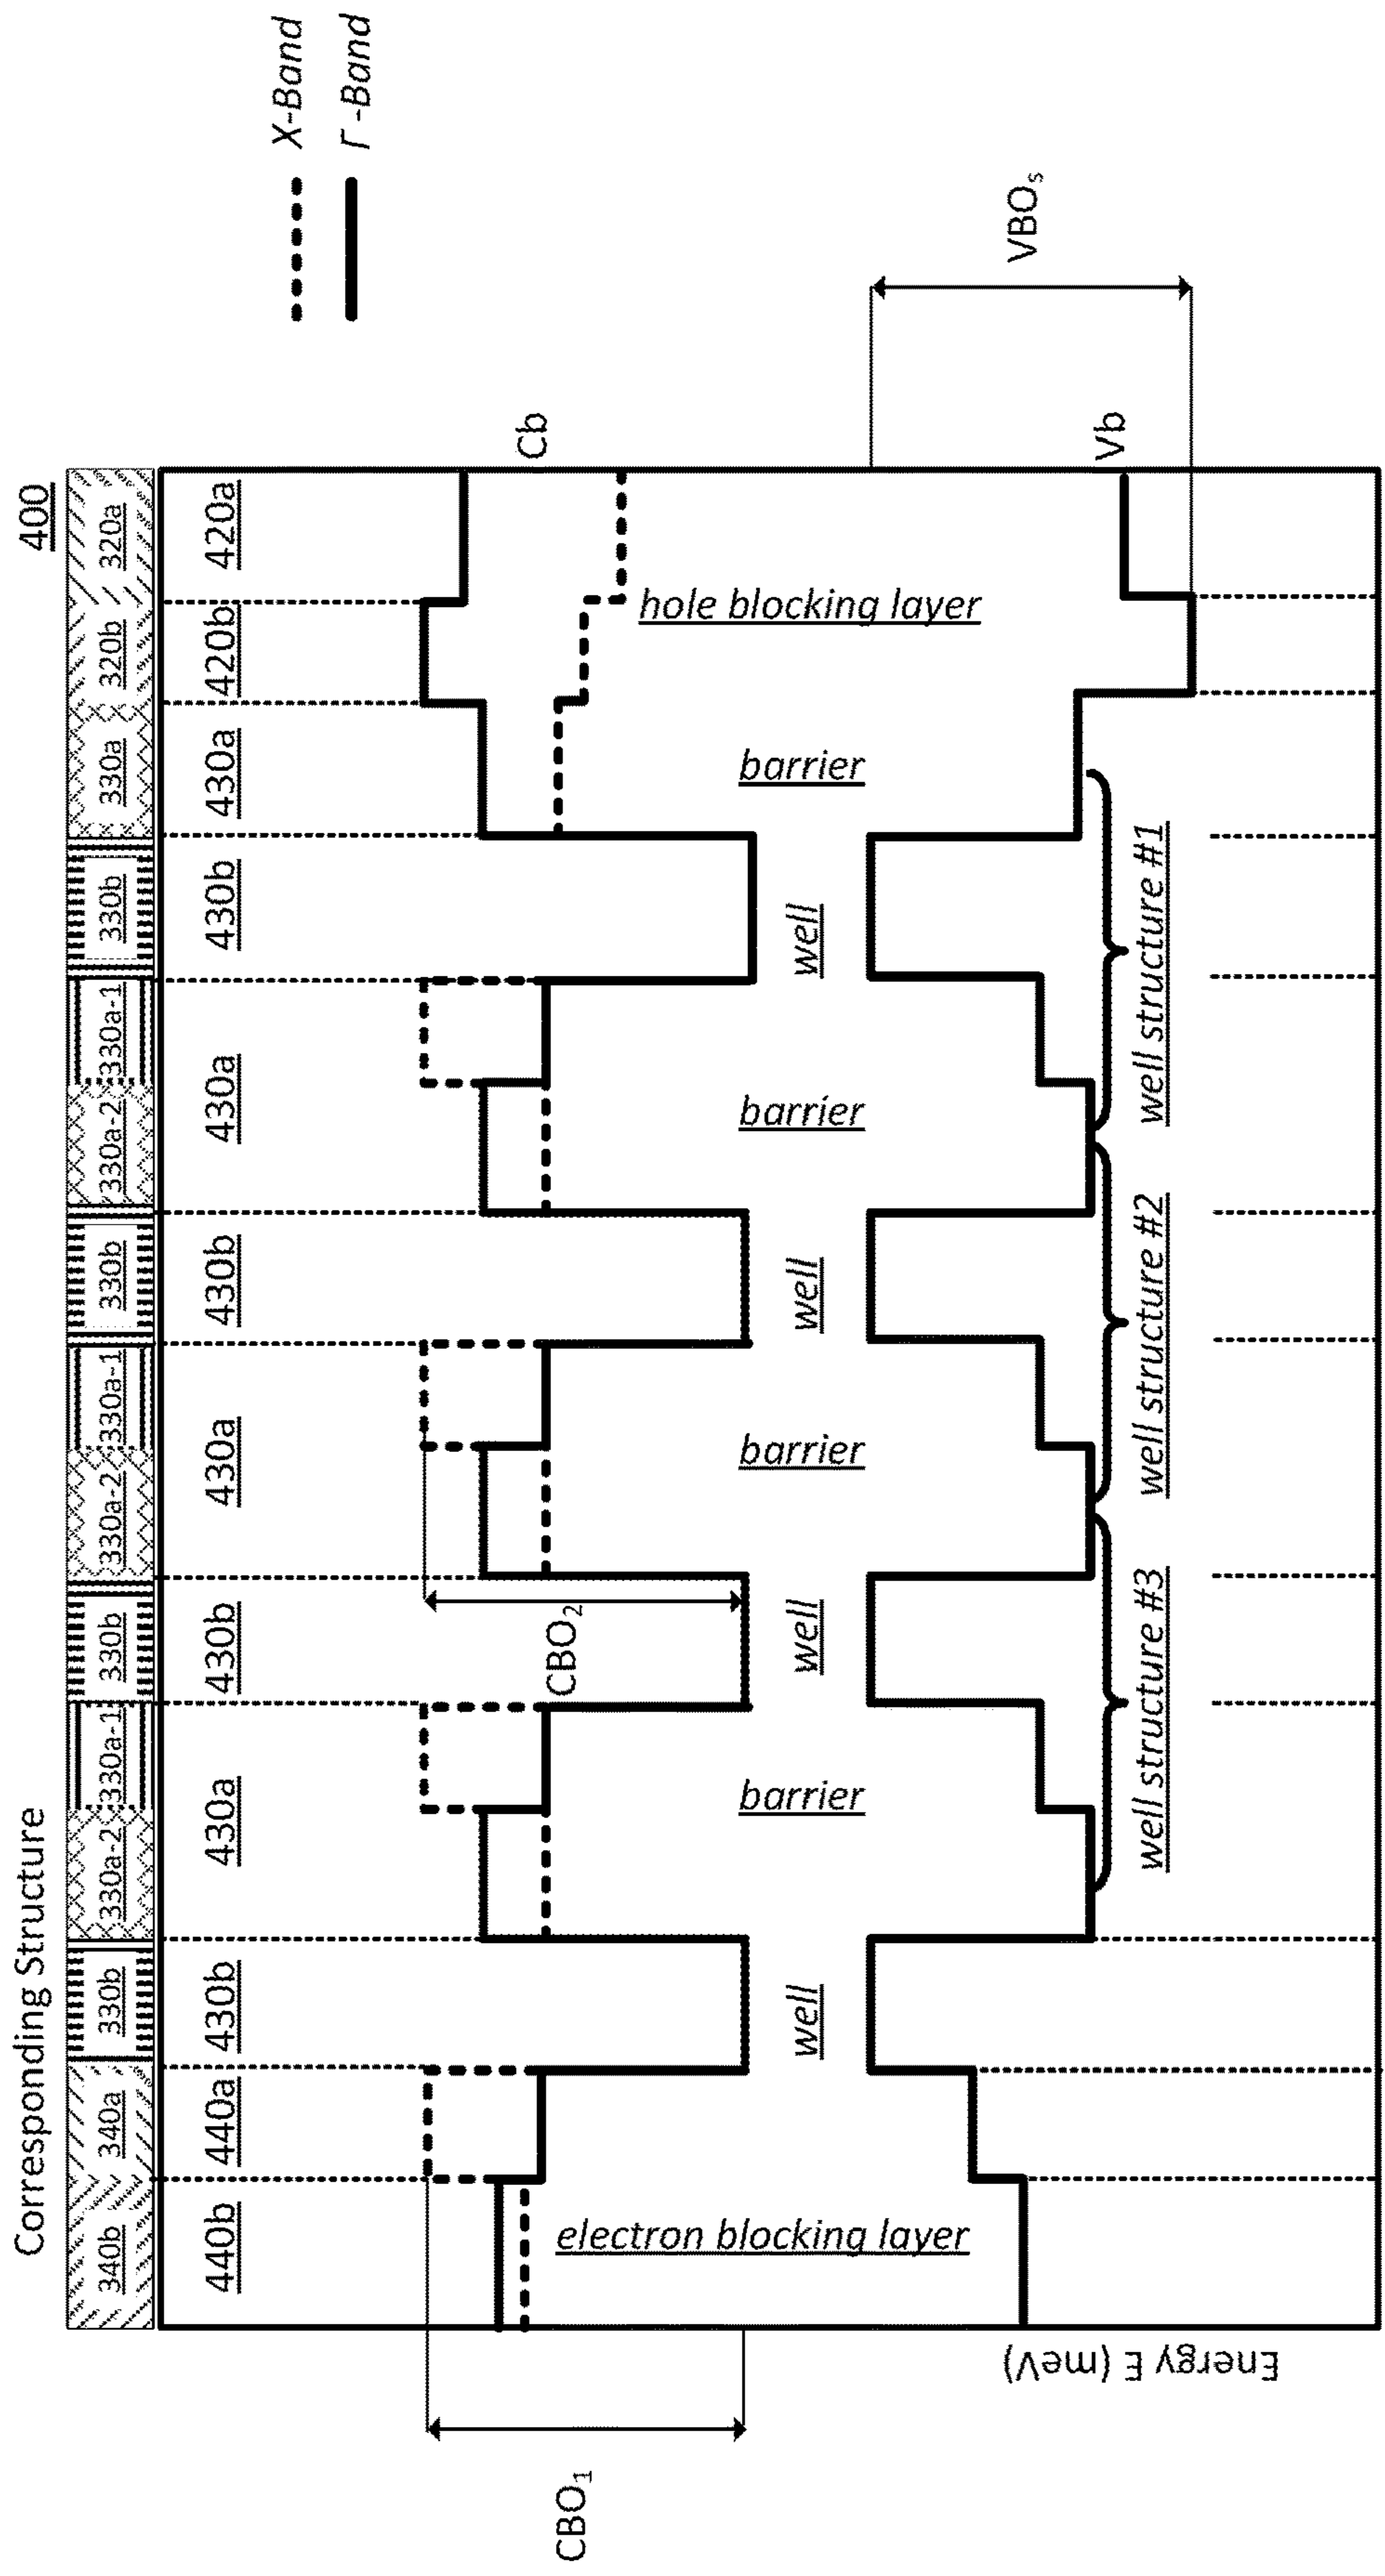 400
Corresponding Structure
340b 340a 330b 330a-2 330a-1 330b 330a-2 330a-1 330b 330a-2 330a-1 330b 330a 320b 320a
440b 440a 430b 430a 430b 430a 430b 430a 430b 430a 420b 420a
X-Band
Γ-Band
CBO1
CBO2
Cb
electron blocking layer
hole blocking layer
barrier barrier barrier barrier
well well well well
Energy E (meV)
VBOs
Vb
well structure #3 well structure #2 well structure #1